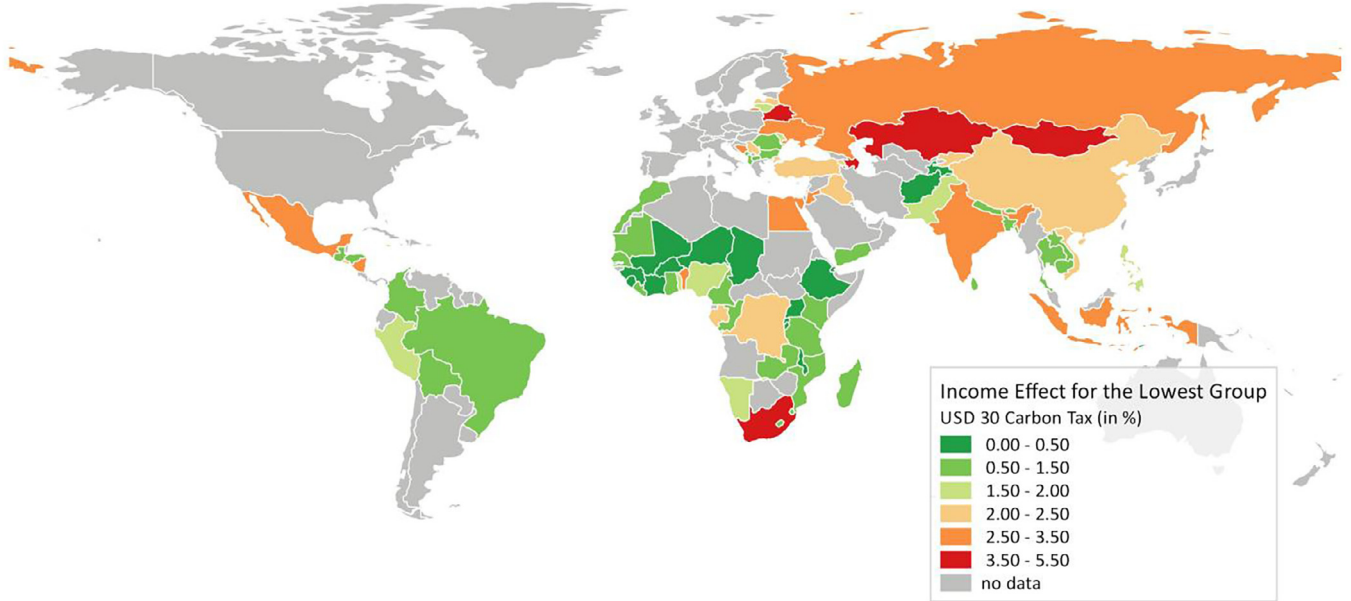 Income Effect for the Lowest Group
USD 30 Carbon Tax (in %)
0.00 - 0.50
0.50 - 1.50
1.50 - 2.00
2.00 - 2.50
2.50 - 3.50
3.50 - 5.50
no data